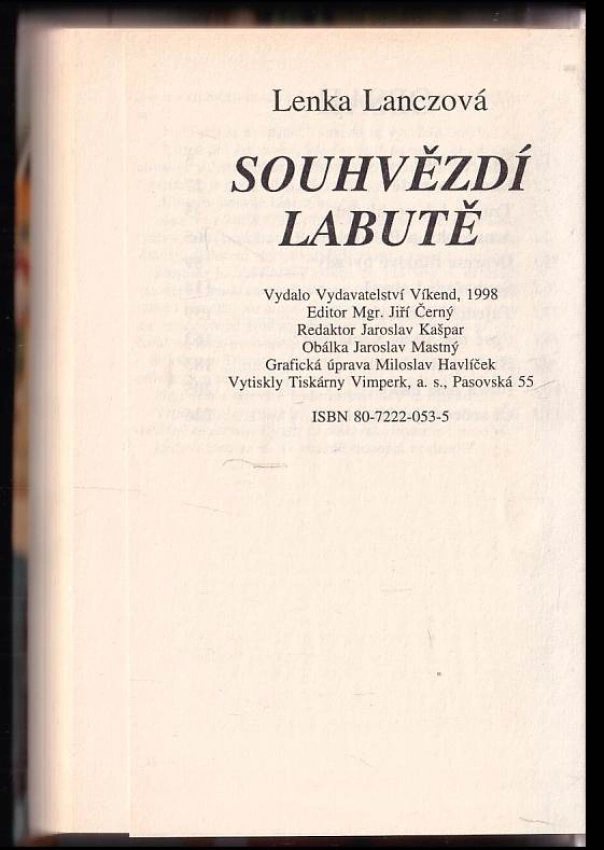 Lenka Lanczová
SOUHVĚZDÍ
LABUTĚ
Vydalo Vydavatelství Víkend, 1998
Editor Mgr. Jiří Černý
Redaktor Jaroslav Kašpar
Obálka Jaroslav Mastný
Grafická úprava Miloslav Havlíček
Vytiskly Tiskárny Vimperk, a. s., Pasovská 55
ISBN 80-7222-053-5